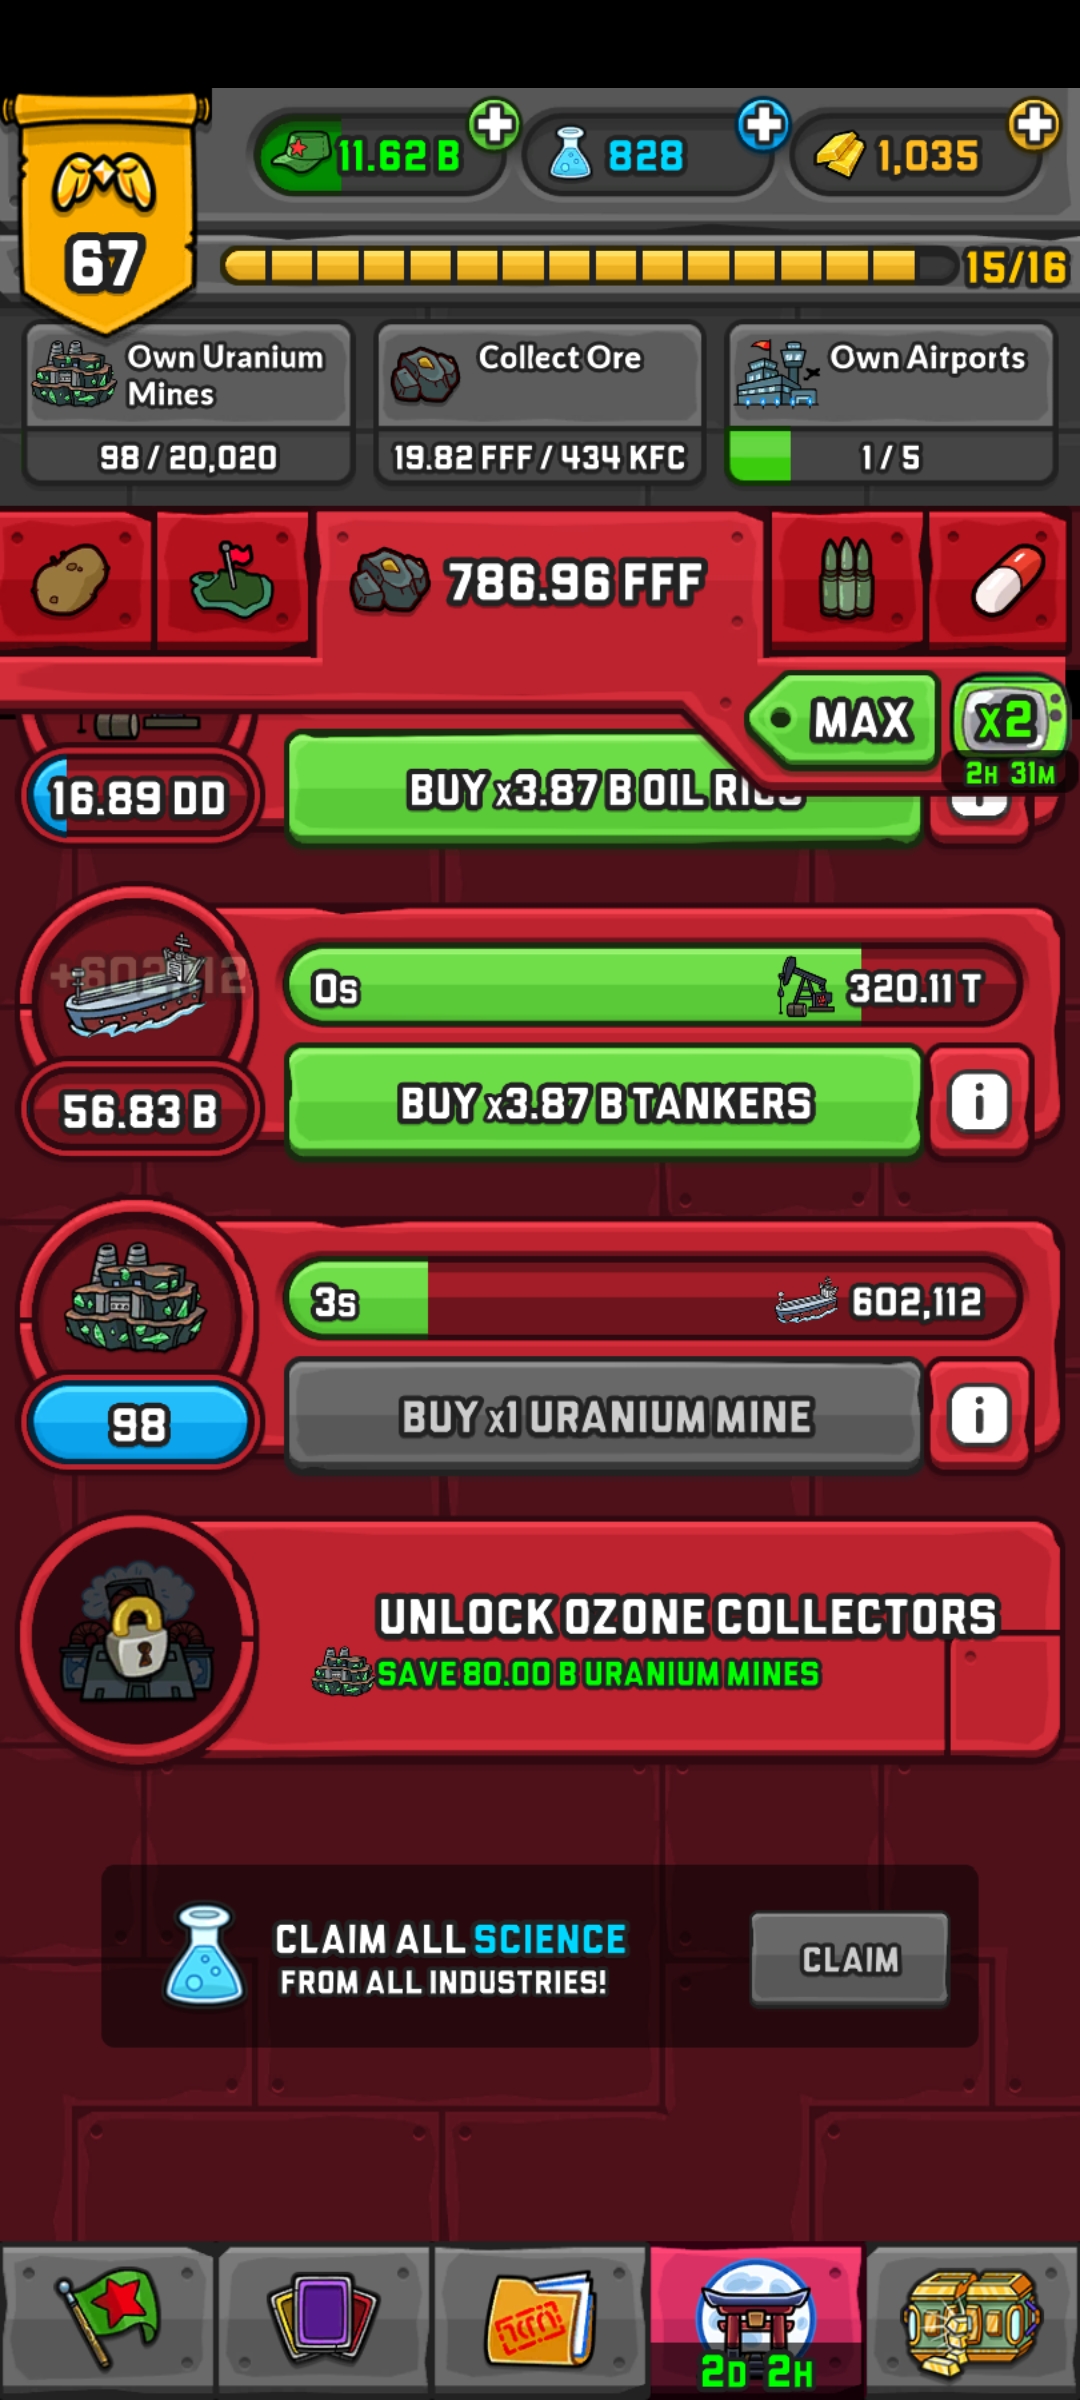 11.62 B
828
1,035
67
15/16
Own Uranium
Mines
98 / 20,020
Collect Ore
19.82 FFF / 434 KFC
Own Airports
1 / 5
786.96 FFF
MAX
x2
2H 31M
16.89 DD
BUY x3.87 B OIL RIGS
+602,112
0s
320.11 T
56.83 B
BUY x3.87 B TANKERS
i
3s
602,112
98
BUY x1 URANIUM MINE
i
UNLOCK OZONE COLLECTORS
SAVE 80.00 B URANIUM MINES
CLAIM ALL SCIENCE
FROM ALL INDUSTRIES!
CLAIM
2D 2H